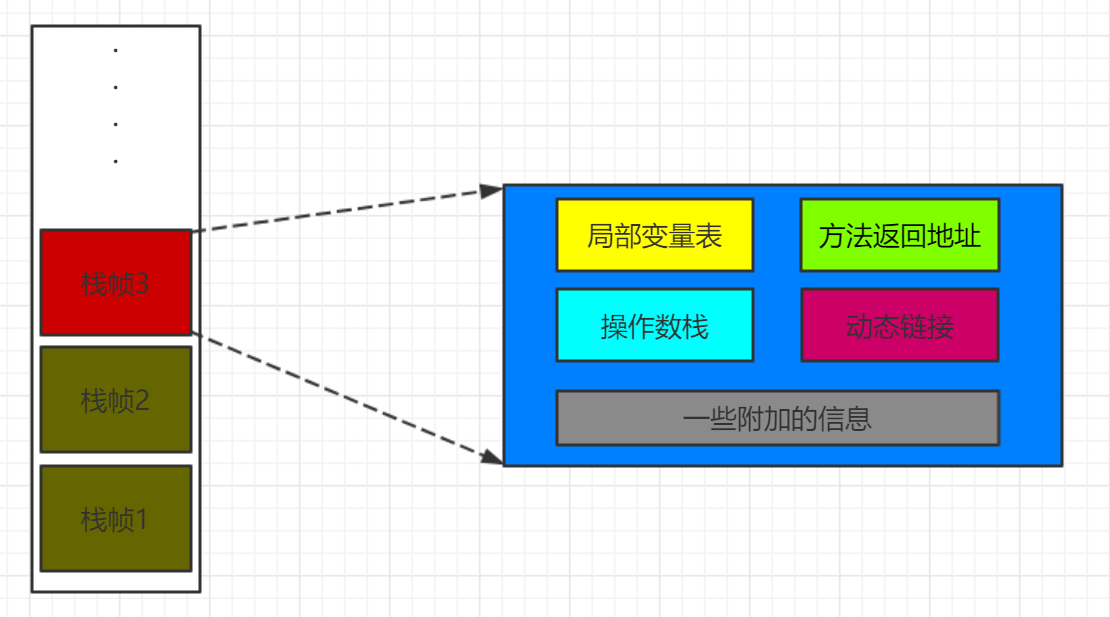 栈帧3
栈帧2
栈帧1
局部变量表
方法返回地址
操作数栈
动态链接
一些附加的信息